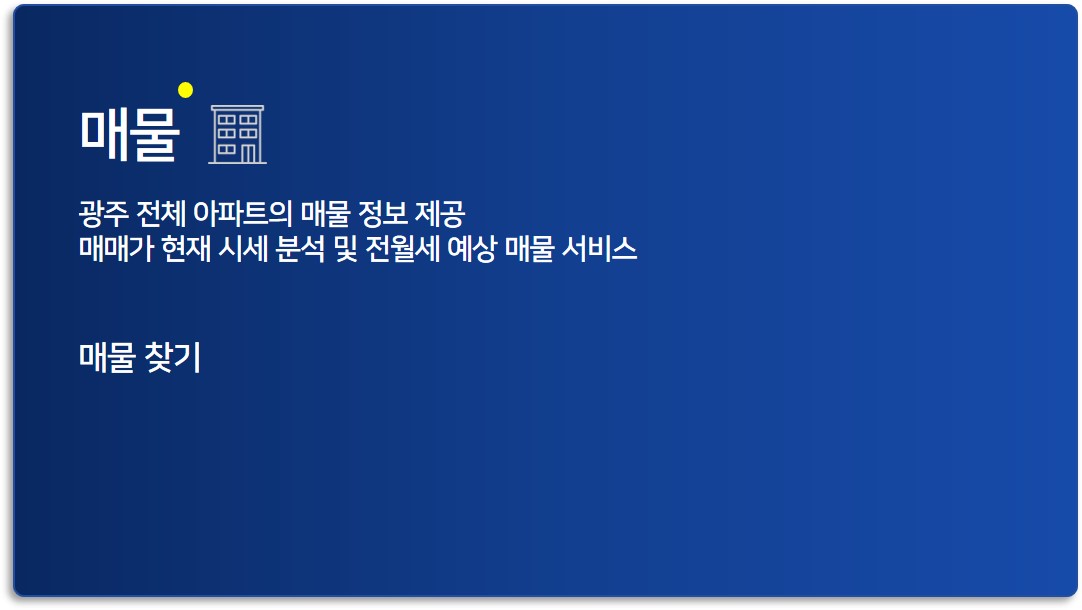 매물
광주 전체 아파트의 매물 정보 제공
매매가 현재 시세 분석 및 전월세 예상 매물 서비스
매물 찾기